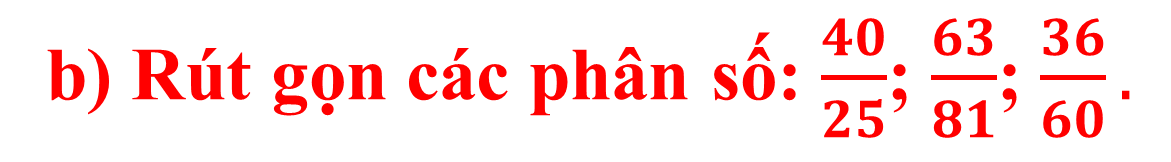 b) Rút gọn các phân số: 40/25; 63/81; 36/60.